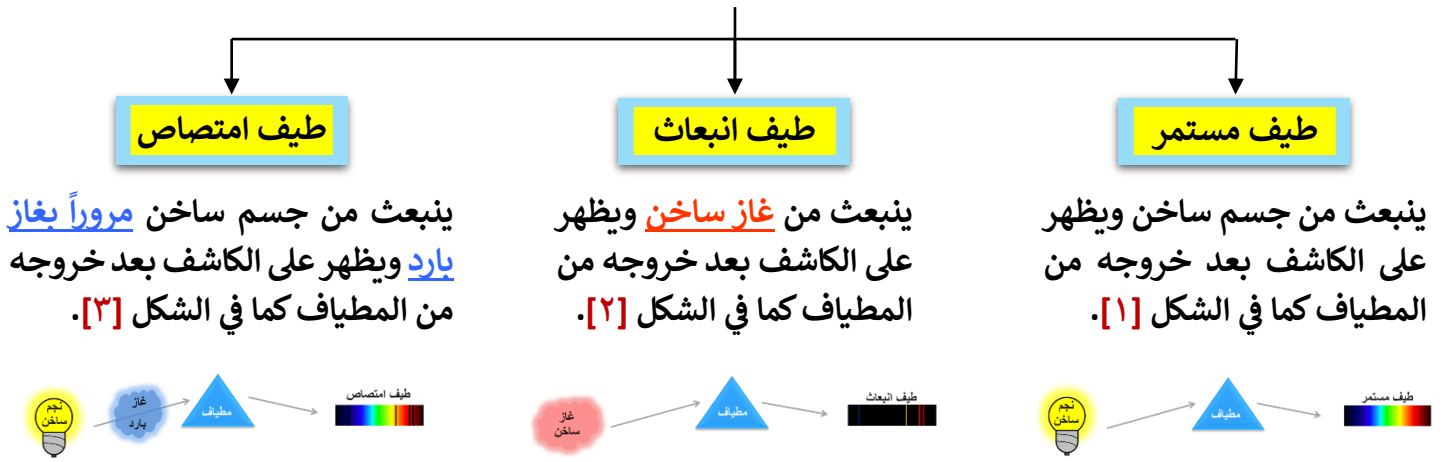 طيف مستمر
ينبعث من جسم ساخن ويظهر
على الكاشف بعد خروجه من
المطياف كما في الشكل [١].
نجم
ساخن
مطياف
طيف مستمر
طيف انبعاث
ينبعث من غاز ساخن ويظهر
على الكاشف بعد خروجه من
المطياف كما في الشكل [٢].
غاز
ساخن
مطياف
طيف انبعاث
طيف امتصاص
ينبعث من جسم ساخن مروراً بغاز
بارد ويظهر على الكاشف بعد خروجه
من المطياف كما في الشكل [٣].
نجم
ساخن
غاز
بارد
مطياف
طيف امتصاص